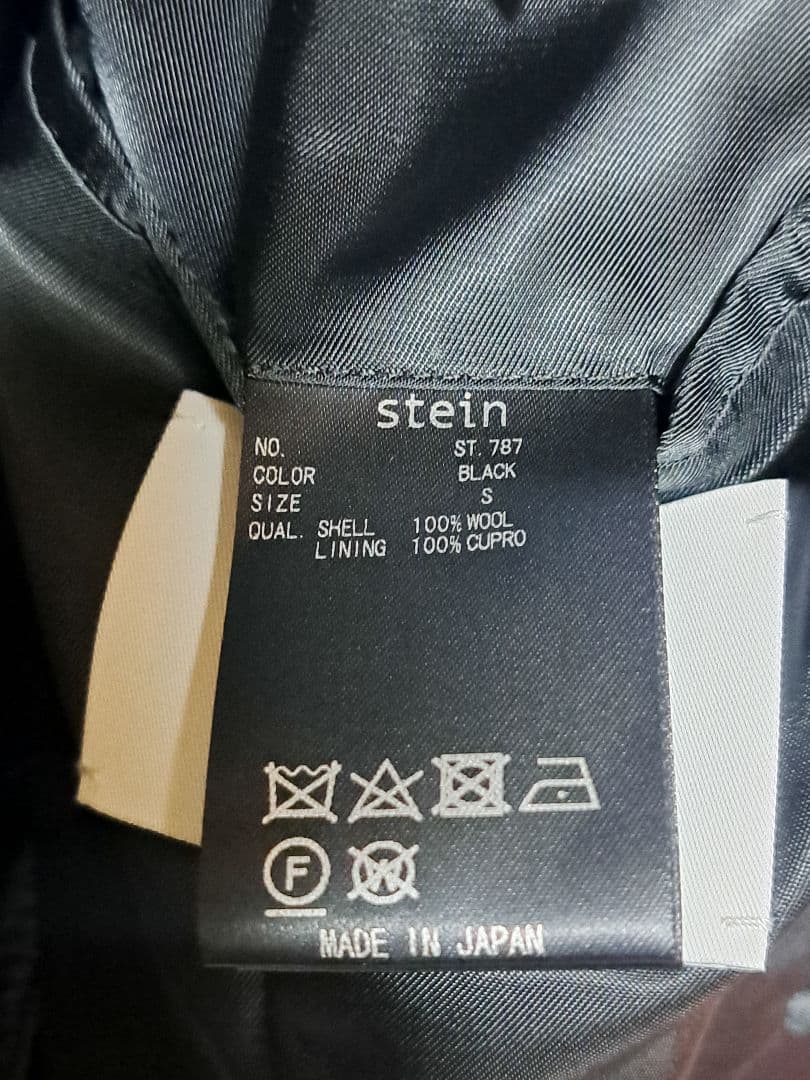 stein
NO. ST. 787
COLOR BLACK
SIZE S
QUAL. SHELL 100% WOOL
LINING 100% CUPRO
F W
MADE IN JAPAN